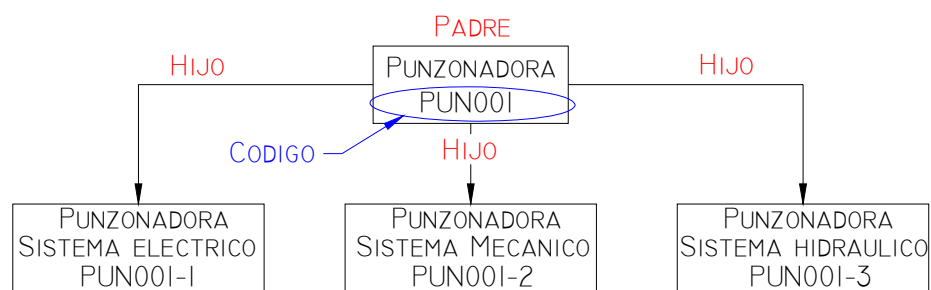 PADRE
HIJO
PUNZONADORA
PUN001
HIJO
CODIGO
HIJO
PUNZONADORA
SISTEMA ELECTRICO
PUN001-1
PUNZONADORA
SISTEMA MECANICO
PUN001-2
PUNZONADORA
SISTEMA HIDRAULICO
PUN001-3